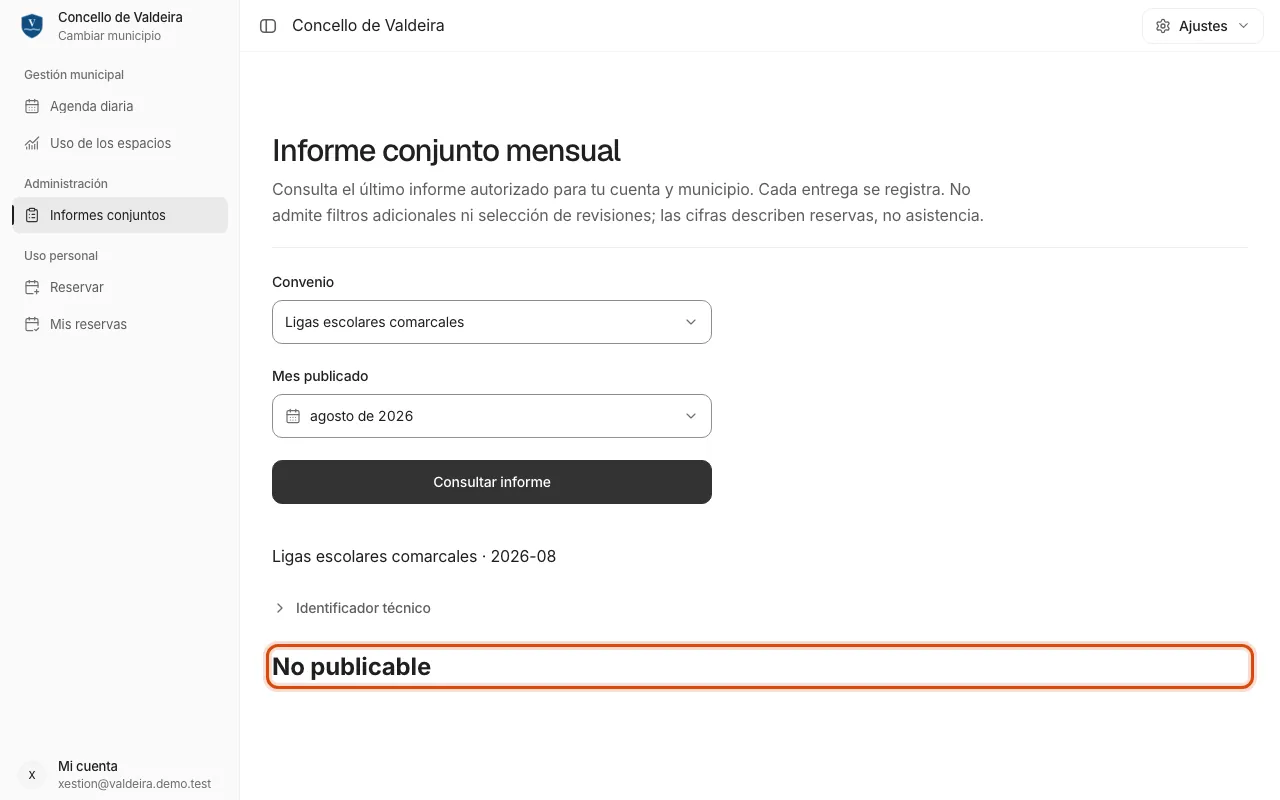 Concello de Valdeira
Cambiar municipio
Gestión municipal
Agenda diaria
Uso de los espacios
Administración
Informes conjuntos
Uso personal
Reservar
Mis reservas
X
Mi cuenta
xestion@valdeira.demo.test
Concello de Valdeira
Ajustes
Informe conjunto mensual
Consulta el último informe autorizado para tu cuenta y municipio. Cada entrega se registra. No
admite filtros adicionales ni selección de revisiones; las cifras describen reservas, no asistencia.
Convenio
Ligas escolares comarcales
Mes publicado
agosto de 2026
Consultar informe
Ligas escolares comarcales · 2026-08
Identificador técnico
No publicable